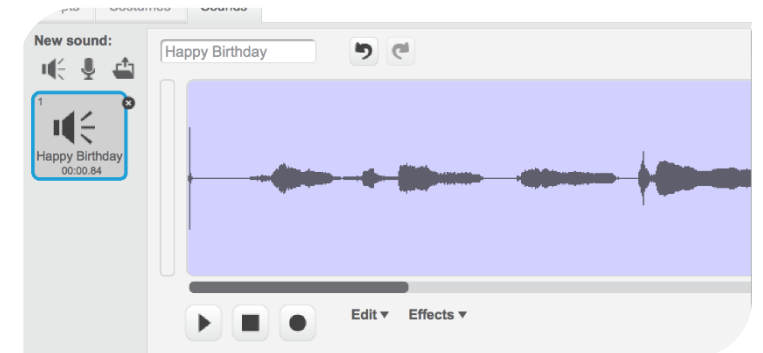 Sounds
New sound:
Happy Birthday
1
Happy Birthday
00:00.84
Edit ▾ Effects ▾